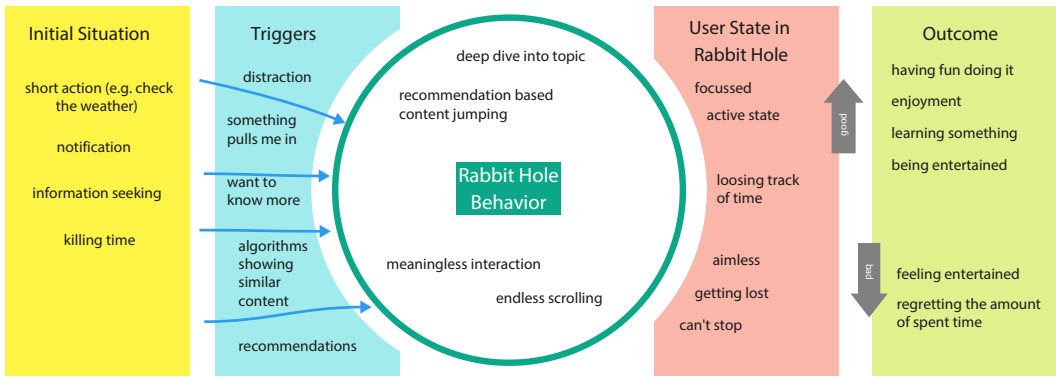 Initial Situation
short action (e.g. check
the weather)
notification
information seeking
killing time
Triggers
distraction
something
pulls me in
want to
know more
algorithms
showing
similar
content
recommendations
deep dive into topic
recommendation based
content jumping
Rabbit Hole
Behavior
meaningless interaction
endless scrolling
User State in
Rabbit Hole
focussed
active state
loosing track
of time
aimless
getting lost
can't stop
good
bad
Outcome
having fun doing it
enjoyment
learning something
being entertained
feeling entertained
regretting the amount
of spent time